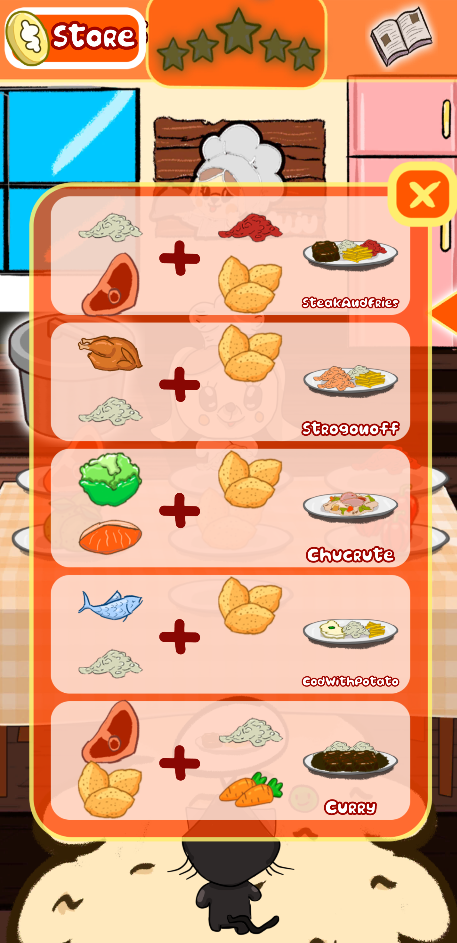 Store
SteakAndFries
Strogonoff
Chucrute
CodWithPotato
Curry